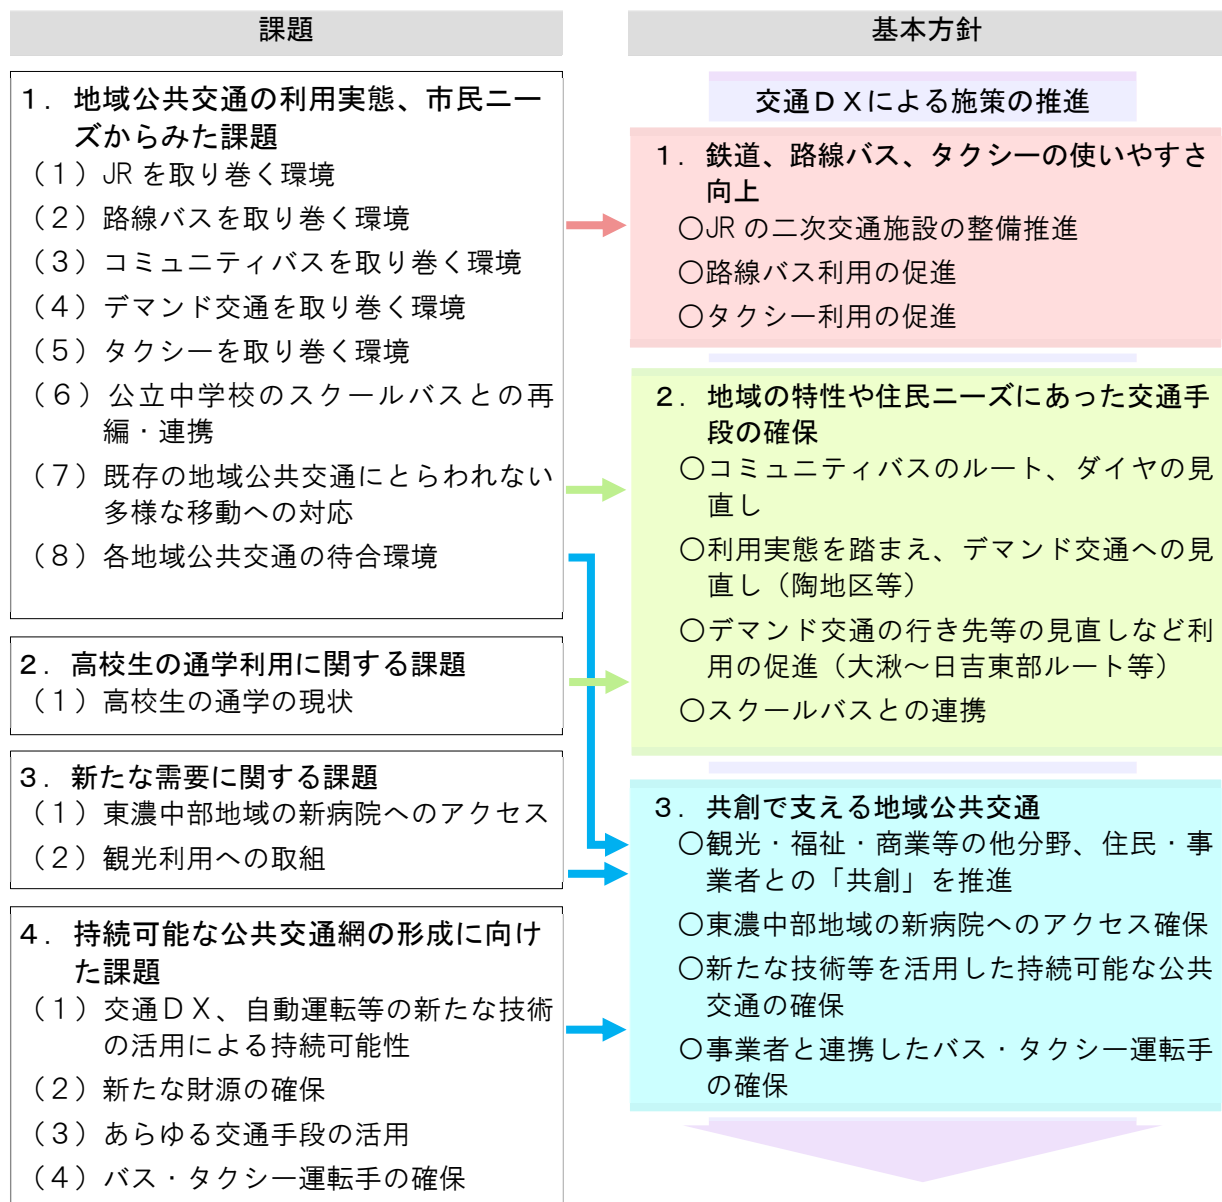 課題
１．地域公共交通の利用実態、市民ニー
ズからみた課題
（１）JRを取り巻く環境
（２）路線バスを取り巻く環境
（３）コミュニティバスを取り巻く環境
（４）デマンド交通を取り巻く環境
（５）タクシーを取り巻く環境
（６）公立中学校のスクールバスとの再
編・連携
（７）既存の地域公共交通にとらわれない
多様な移動への対応
（８）各地域公共交通の待合環境
２．高校生の通学利用に関する課題
（１）高校生の通学の現状
３．新たな需要に関する課題
（１）東濃中部地域の新病院へのアクセス
（２）観光利用への取組
４．持続可能な公共交通網の形成に向け
た課題
（１）交通ＤＸ、自動運転等の新たな技術
の活用による持続可能性
（２）新たな財源の確保
（３）あらゆる交通手段の活用
（４）バス・タクシー運転手の確保
基本方針
交通ＤＸによる施策の推進
１．鉄道、路線バス、タクシーの使いやすさ
向上
○JRの二次交通施設の整備推進
○路線バス利用の促進
○タクシー利用の促進
２．地域の特性や住民ニーズにあった交通手
段の確保
○コミュニティバスのルート、ダイヤの見
直し
○利用実態を踏まえ、デマンド交通への見
直し（陶地区等）
○デマンド交通の行き先等の見直しなど利
用の促進（大湫～日吉東部ルート等）
○スクールバスとの連携
３．共創で支える地域公共交通
○観光・福祉・商業等の他分野、住民・事
業者との「共創」を推進
○東濃中部地域の新病院へのアクセス確保
○新たな技術等を活用した持続可能な公共
交通の確保
○事業者と連携したバス・タクシー運転手
の確保